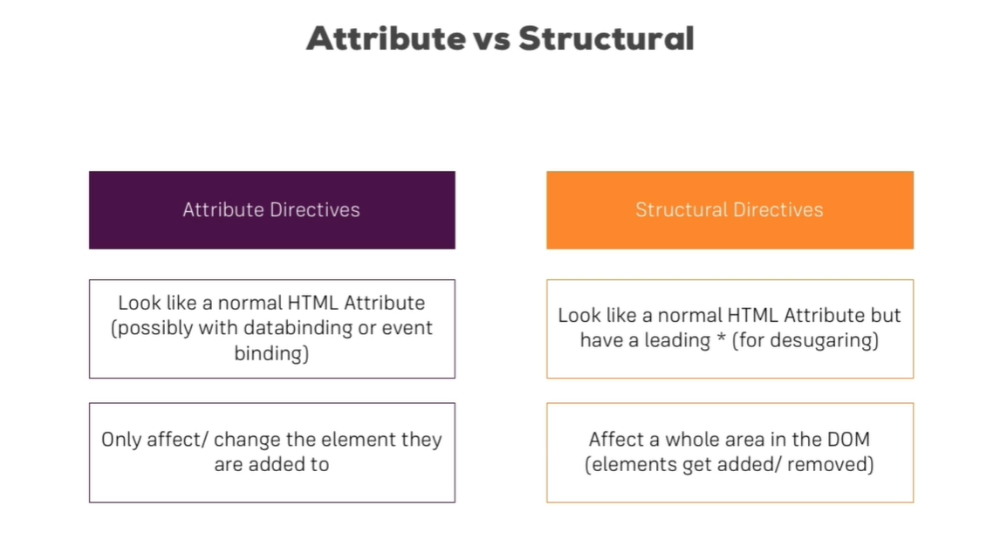 Attribute vs Structural
Attribute Directives
Look like a normal HTML Attribute
(possibly with databinding or event
binding)
Only affect/ change the element they
are added to
Structural Directives
Look like a normal HTML Attribute but
have a leading * (for desugaring)
Affect a whole area in the DOM
(elements get added/ removed)